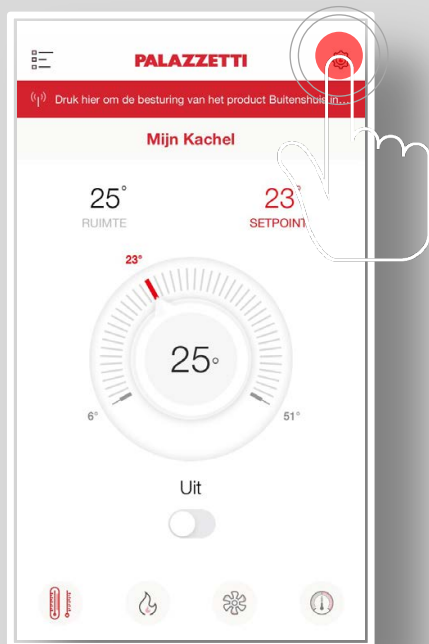 PALAZZETTI
Druk hier om de besturing van het product Buitenshuis in...
Mijn Kachel
25° 23°
RUIMTE SETPOINT
23°
25°
6° 51°
Uit